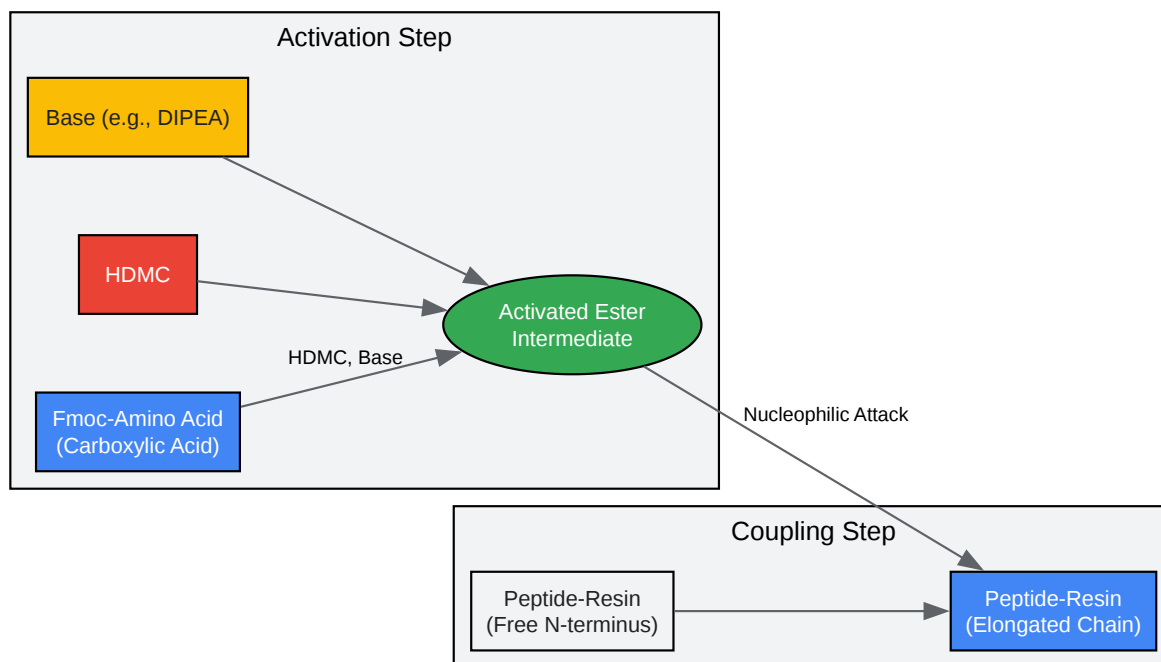 Activation Step
Base (e.g., DIPEA)
HDMC
Activated Ester
Intermediate
HDMC, Base
Fmoc-Amino Acid
(Carboxylic Acid)
Nucleophilic Attack
Coupling Step
Peptide-Resin
(Free N-terminus)
Peptide-Resin
(Elongated Chain)